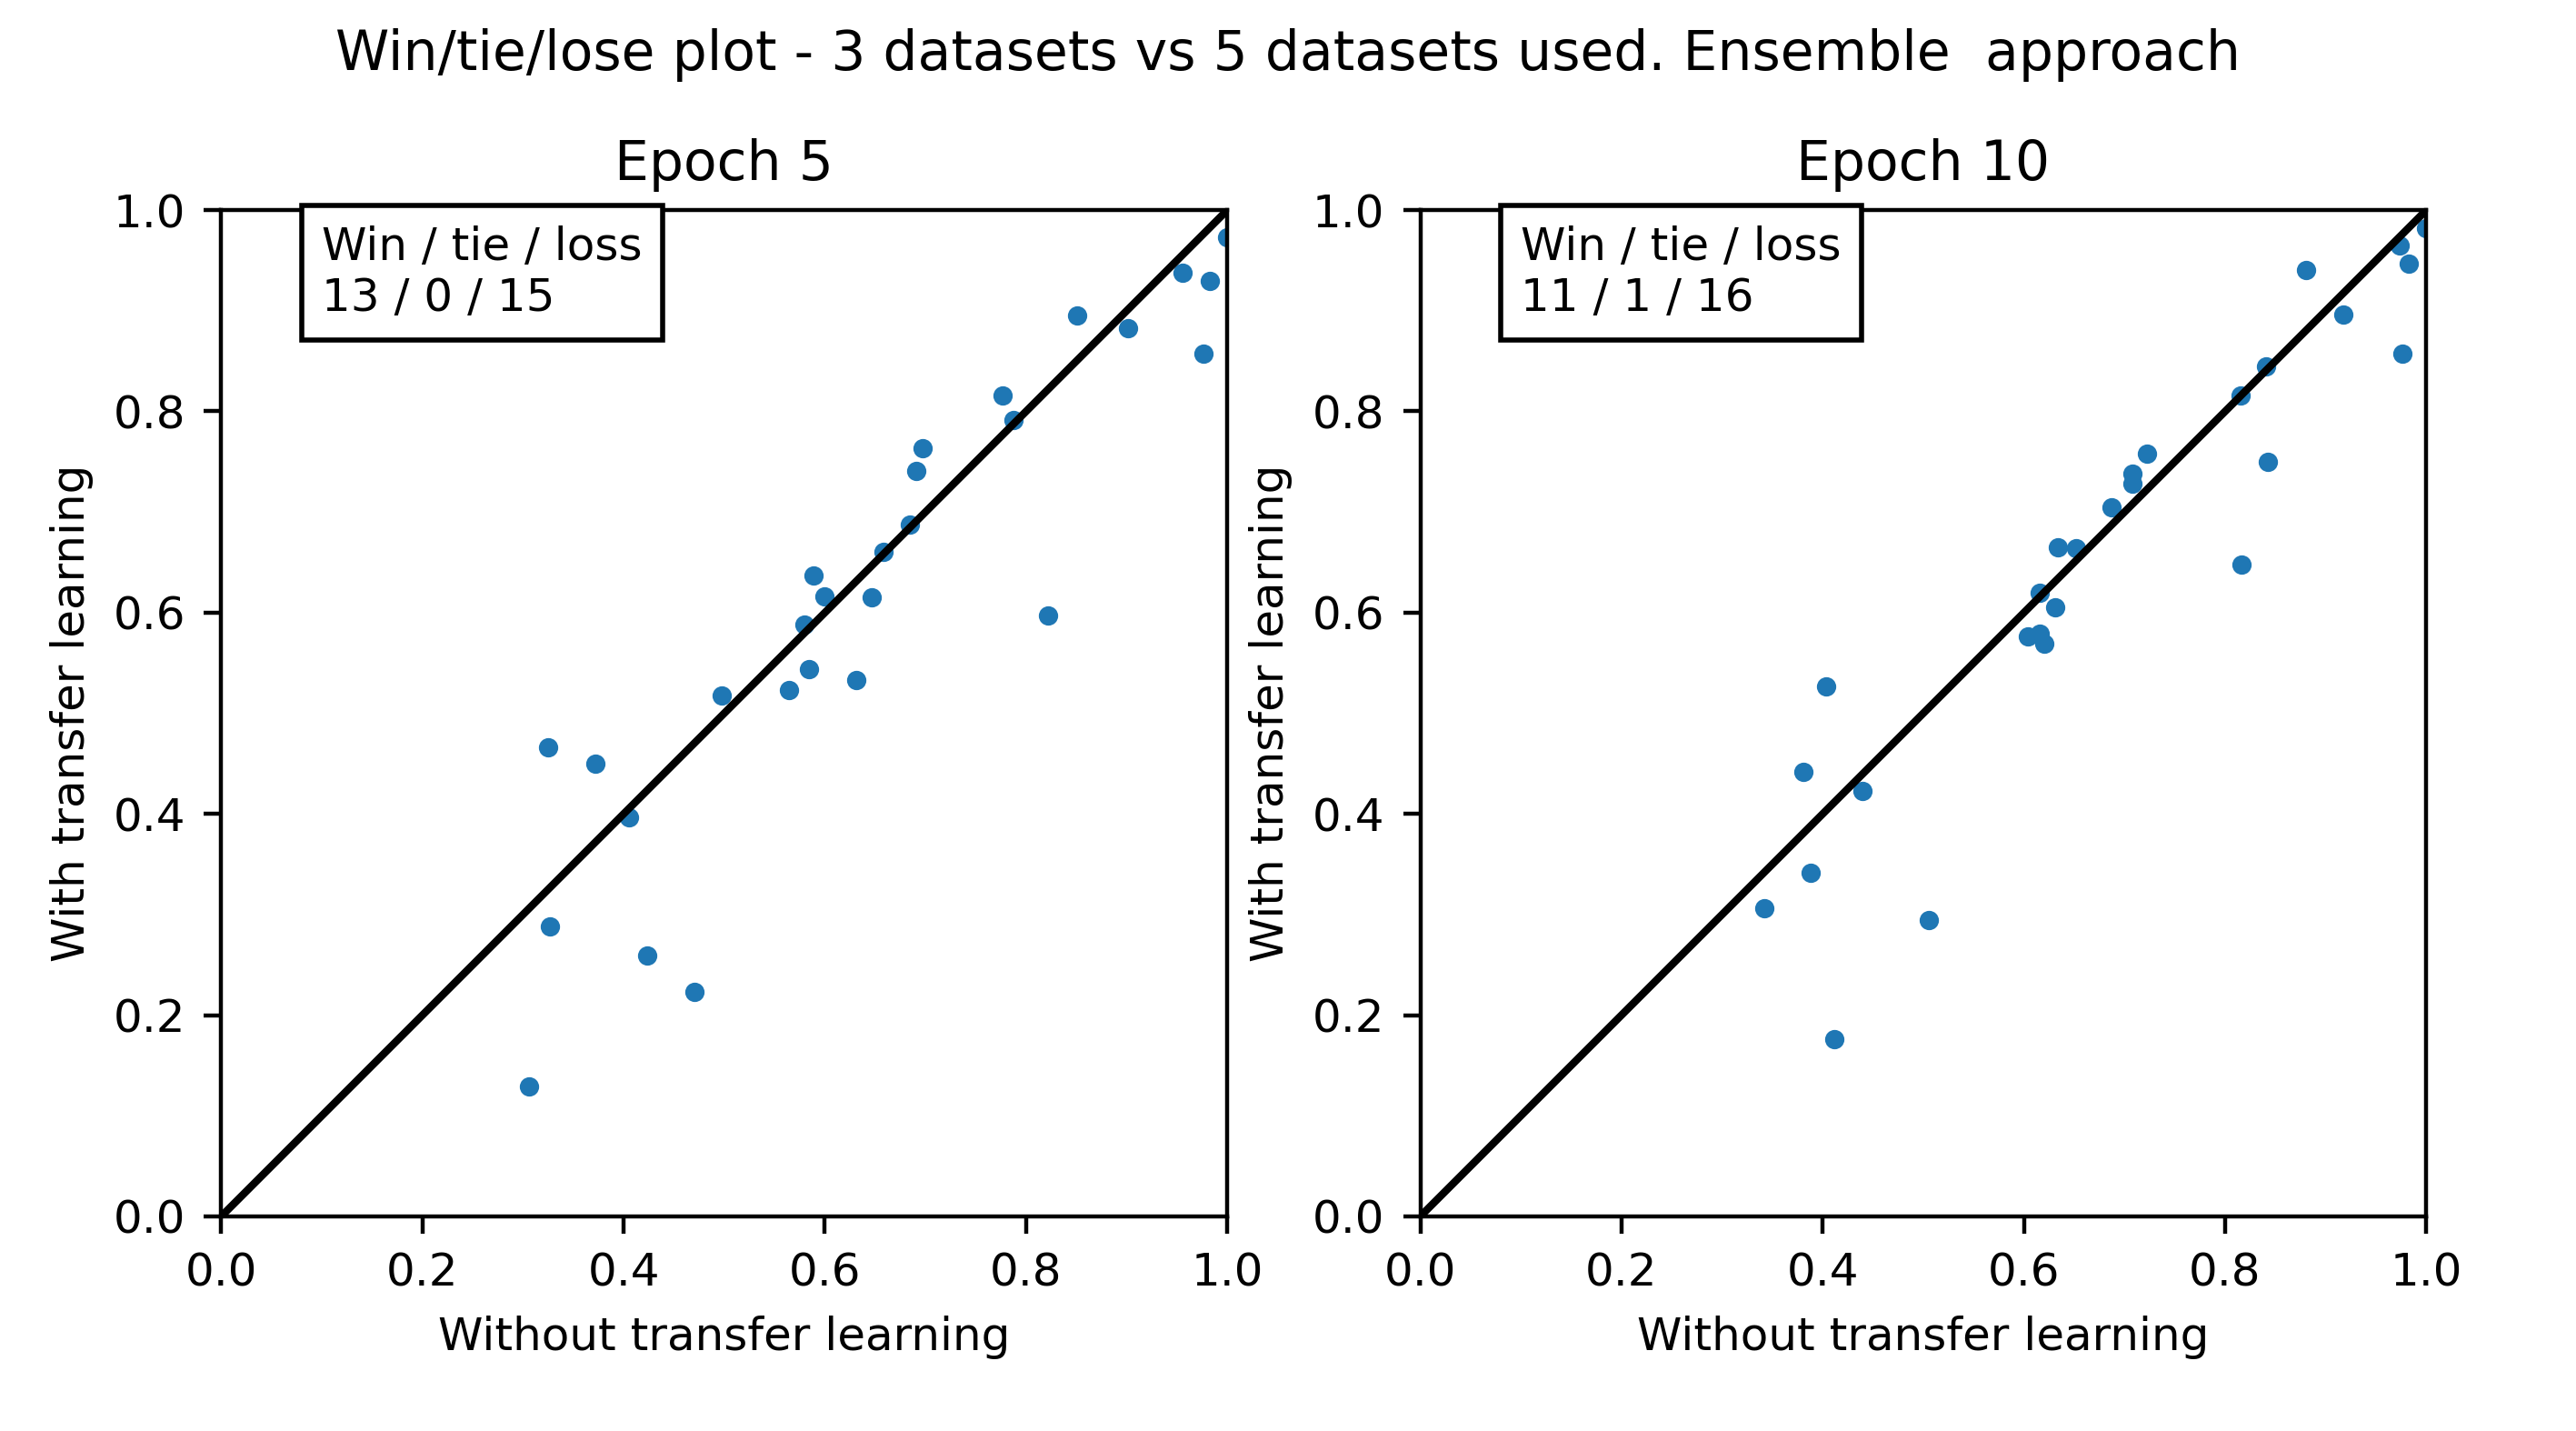 Win/tie/lose plot - 3 datasets vs 5 datasets used. Ensemble  approach
Epoch 5
Win / tie / loss
13 / 0 / 15
With transfer learning
1.0
0.8
0.6
0.4
0.2
0.0
0.0 0.2 0.4 0.6 0.8 1.0
Without transfer learning
Epoch 10
Win / tie / loss
11 / 1 / 16
With transfer learning
1.0
0.8
0.6
0.4
0.2
0.0
0.0 0.2 0.4 0.6 0.8 1.0
Without transfer learning